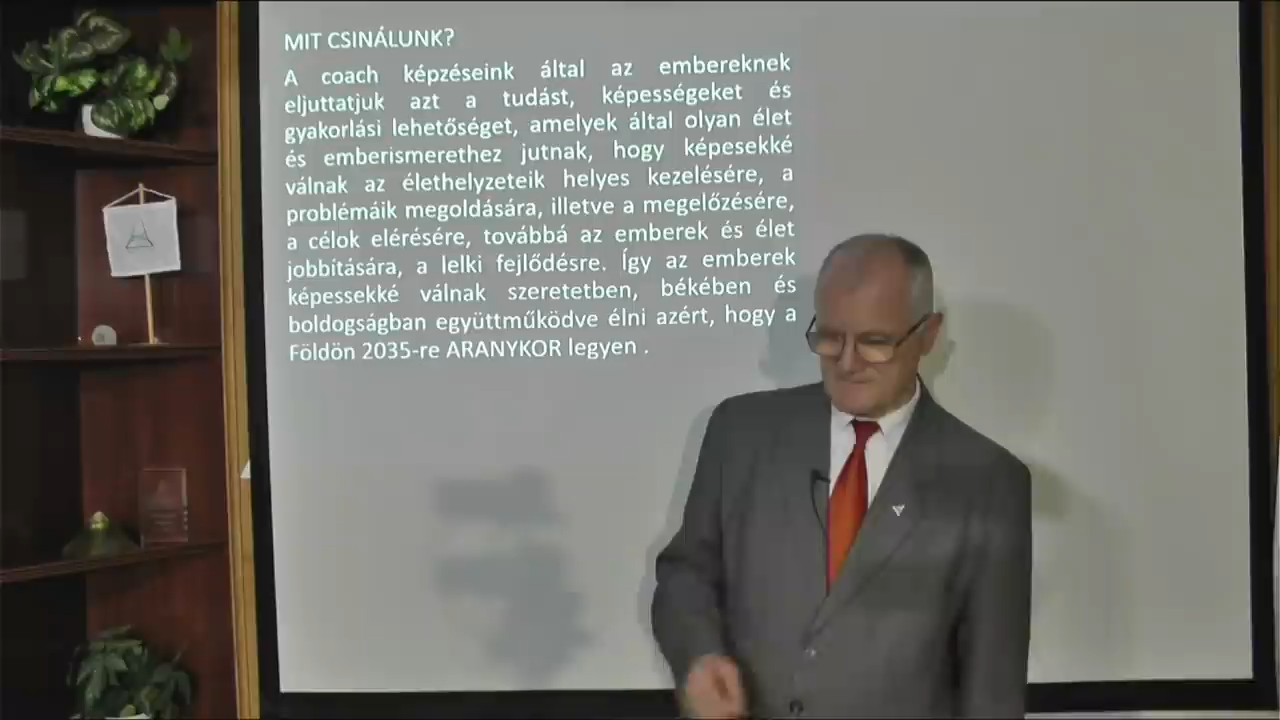 MIT CSINÁLUNK?
A coach képzéseink által az embereknek
eljuttatjuk azt a tudást, képességeket és
gyakorlási lehetőséget, amelyek által olyan élet
és emberismerethez jutnak, hogy képesekké
válnak az élethelyzeteik helyes kezelésére, a
problémáik megoldására, illetve a megelőzésére,
a célok elérésére, továbbá az emberek és élet
jobbítására, a lelki fejlődésre. Így az emberek
képessekké válnak szeretetben, békében és
boldogságban együttműködve élni azért, hogy a
Földön 2035-re ARANYKOR legyen .